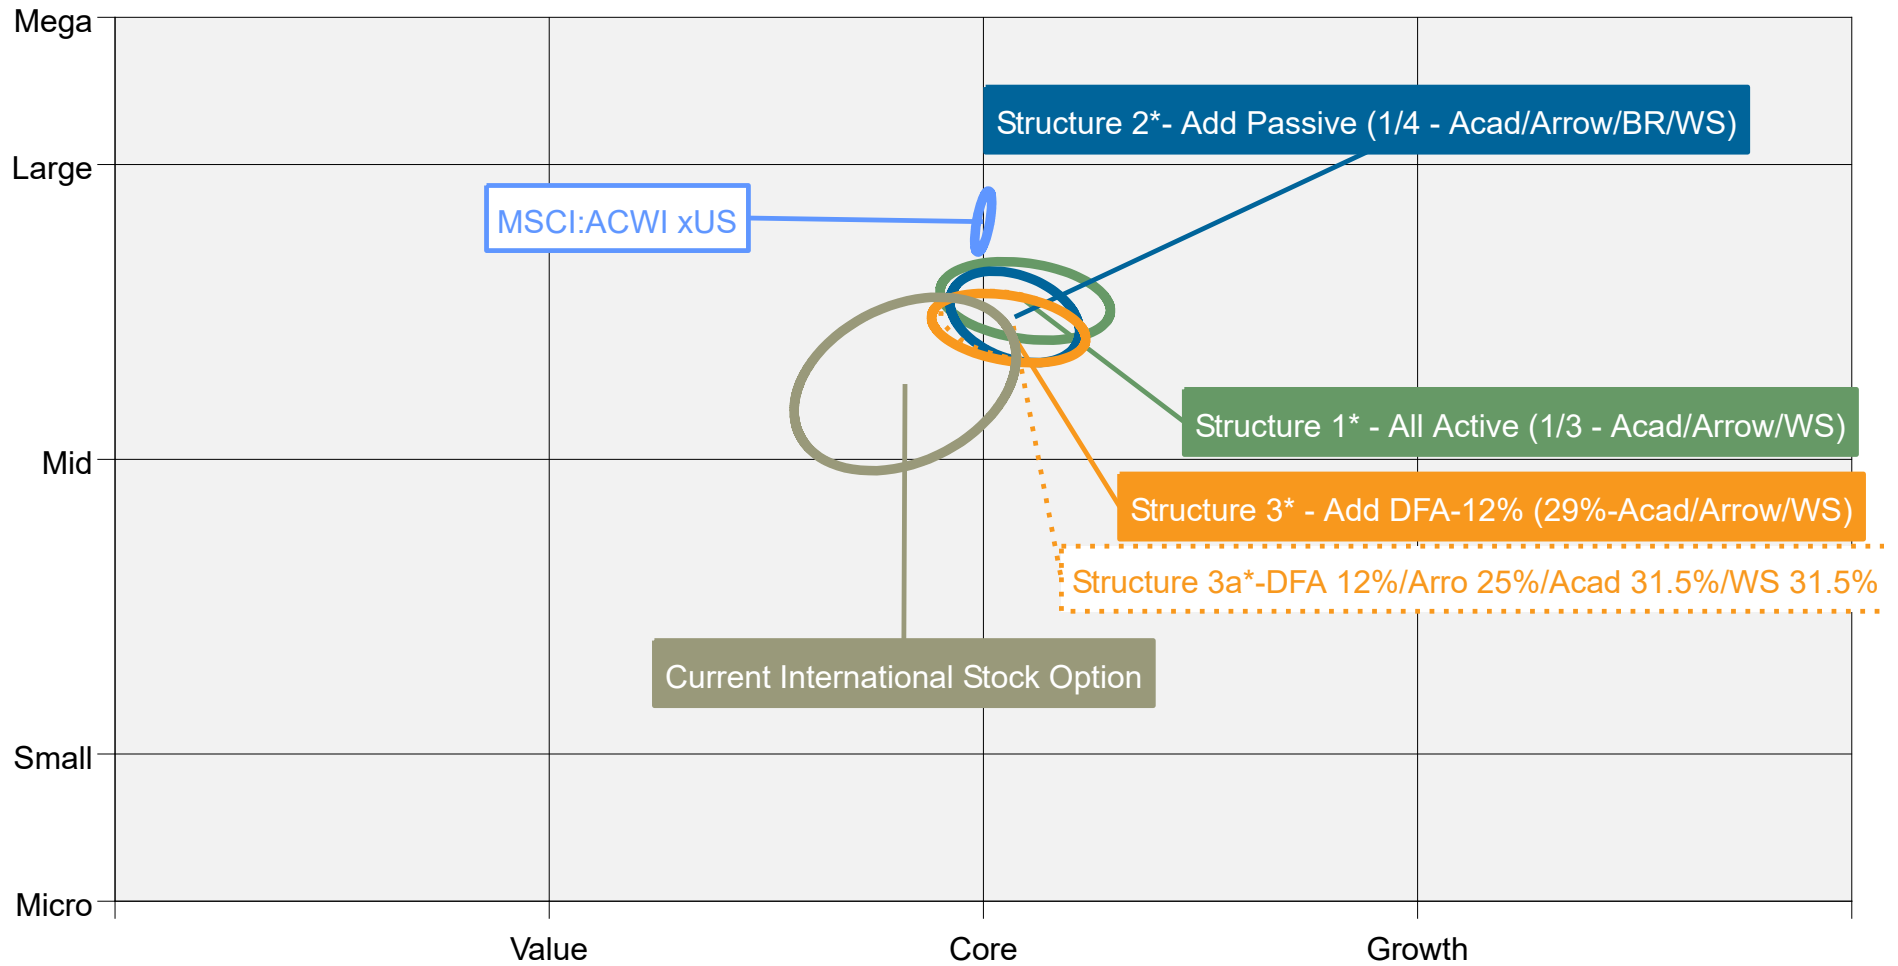 Mega
Structure 2*- Add Passive (1/4 - Acad/Arrow/BR/WS)
Large
MSCI:ACWI xUS
Structure 1* - All Active (1/3 - Acad/Arrow/WS)
Mid
Structure 3* - Add DFA-12% (29%-Acad/Arrow/WS)
Structure 3a*-DFA 12%/Arro 25%/Acad 31.5%/WS 31.5%
Current International Stock Option
Small
Micro
Value
Core
Growth